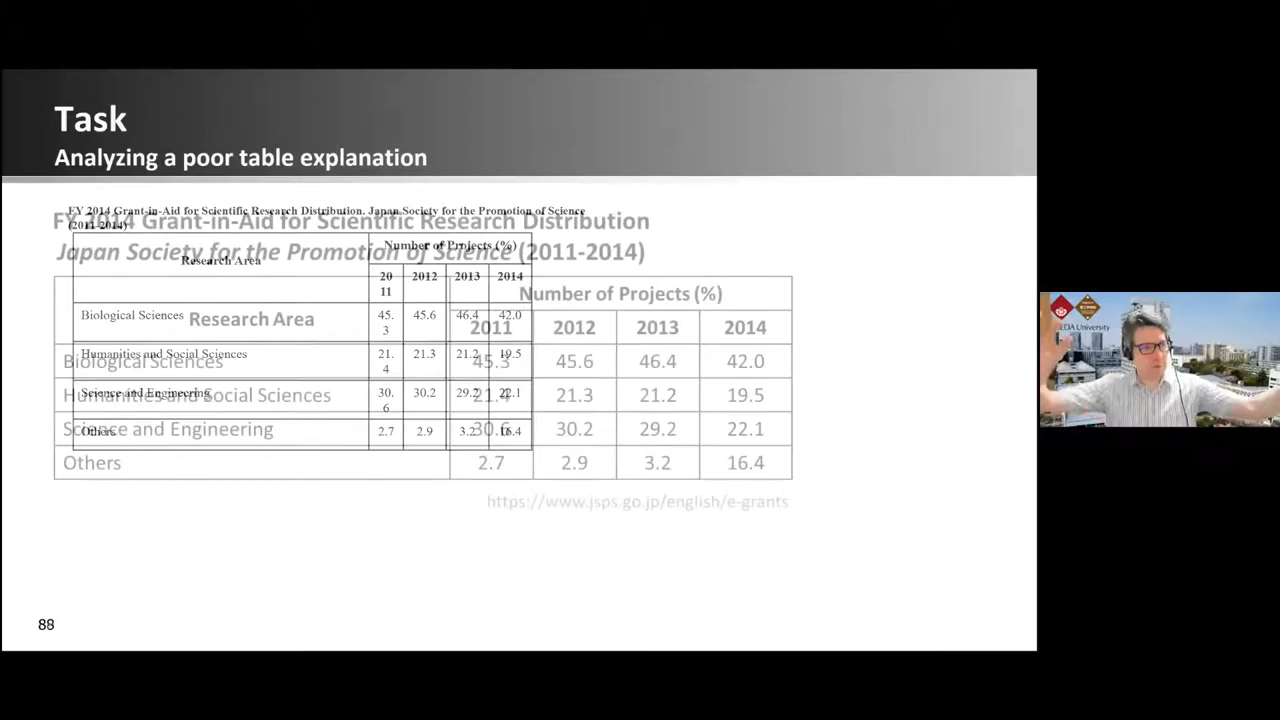 Task
Analyzing a poor table explanation
FY 2014 Grant-in-Aid for Scientific Research Distribution. Japan Society for the Promotion of Science
(2011-2014)
Research Area
Number of Projects (%)
20
11
2012
2013
2014
Biological Sciences
45.
3
45.6
46.4
42.0
Humanities and Social Sciences
21.
4
21.3
21.2
19.5
Science and Engineering
30.
6
30.2
29.2
22.1
Others
2.7
2.9
3.2
16.4
FY 2014 Grant-in-Aid for Scientific Research Distribution
Japan Society for the Promotion of Science (2011-2014)
Research Area
Number of Projects (%)
2011 2012 2013 2014
Biological Sciences 45.3 45.6 46.4 42.0
Humanities and Social Sciences 21.4 21.3 21.2 19.5
Science and Engineering 30.6 30.2 29.2 22.1
Others 2.7 2.9 3.2 16.4
https://www.jsps.go.jp/english/e-grants
88
EDA University